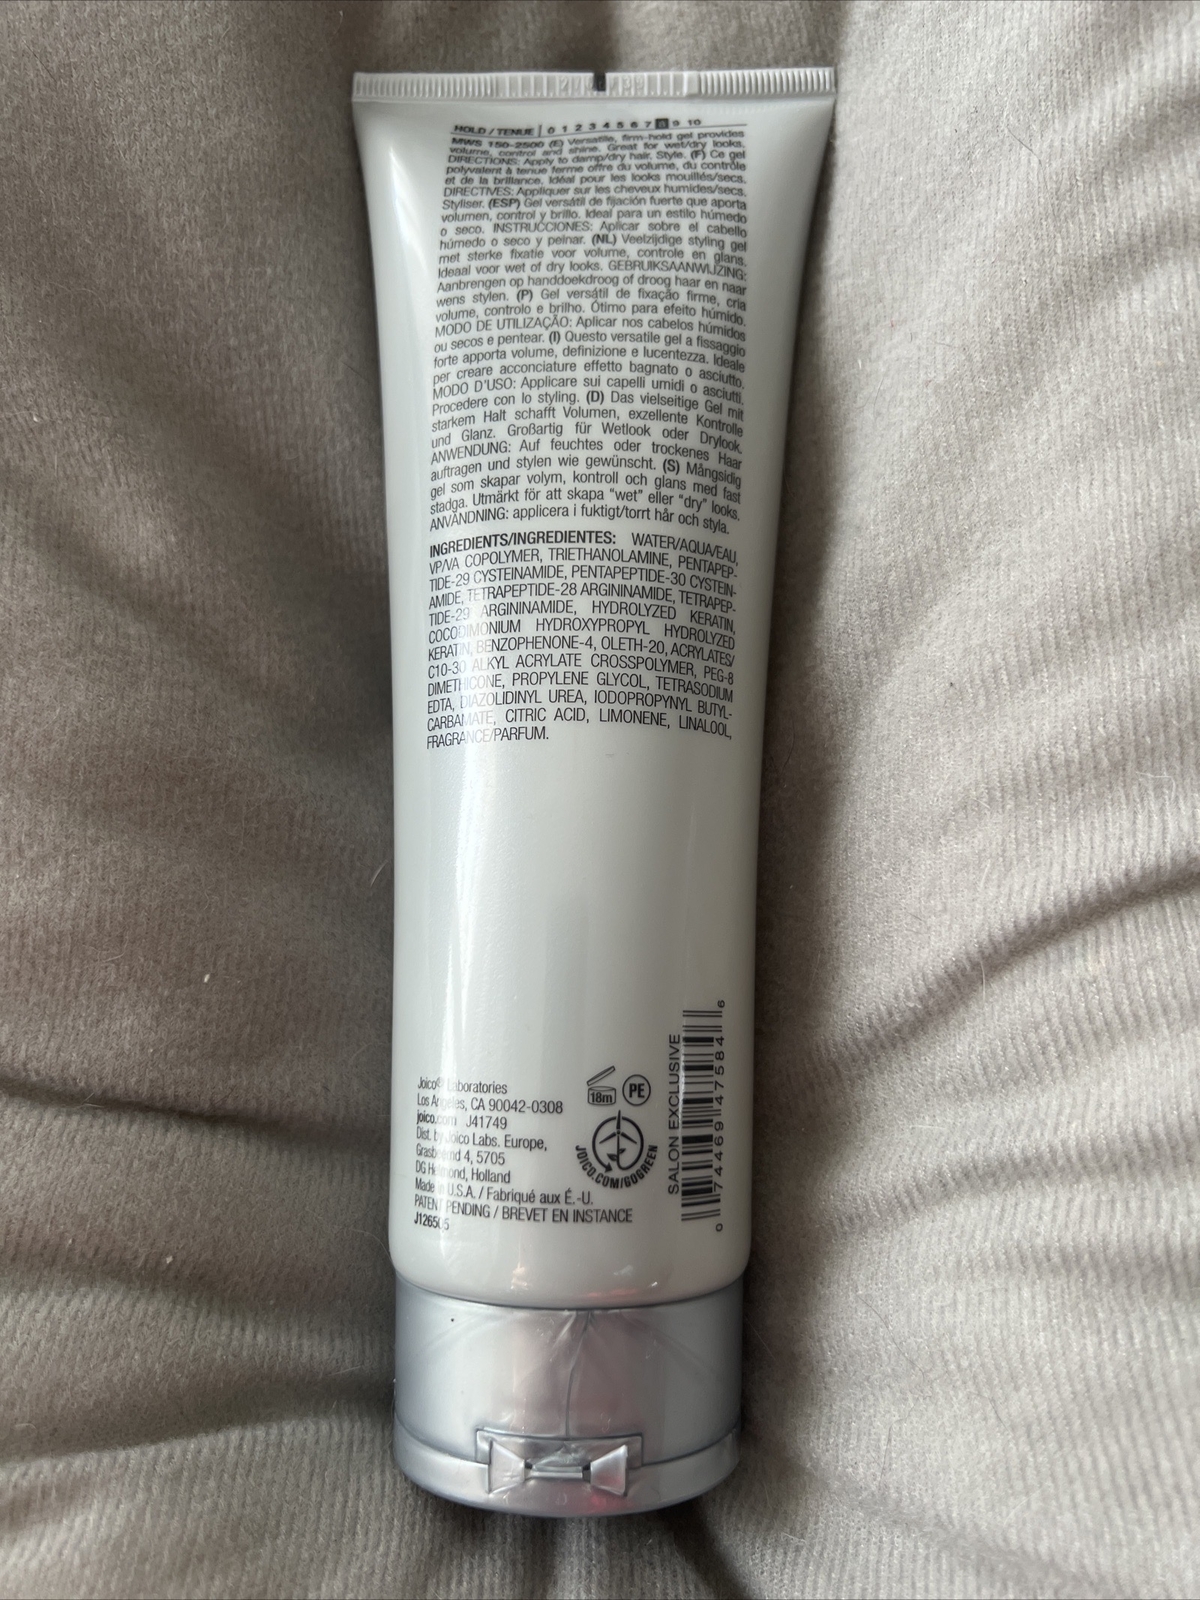 HOLD / TENUE | 0 1 2 3 4 5 6 7 8 9 10
MWS 150-2500 (E) Versatile, firm-hold gel provides
volume, control and shine. Great for wet/dry looks.
DIRECTIONS: Apply to damp/dry hair. Style. (F) Ce gel
polyvalent à tenue ferme offre du volume, du contrôle
et de la brillance. Idéal pour les looks mouillés/secs.
DIRECTIVES: Appliquer sur les cheveux humides/secs.
Styliser. (ESP) Gel versátil de fijación fuerte que aporta
volumen, control y brillo. Ideal para un estilo húmedo
o seco. INSTRUCCIONES: Aplicar sobre el cabello
húmedo o seco y peinar. (NL) Veelzijdige styling gel
met sterke fixatie voor volume, controle en glans.
Ideaal voor wet of dry looks. GEBRUIKSAANWIJZING:
Aanbrengen op handdoekdroog of droog haar en naar
wens stylen. (P) Gel versátil de fixação firme, cria
volume, controlo e brilho. Ótimo para efeito húmido.
MODO DE UTILIZAÇÃO: Aplicar nos cabelos húmidos
ou secos e pentear. (I) Questo versatile gel a fissaggio
forte apporta volume, definizione e lucentezza. Ideale
per creare acconciature effetto bagnato o asciutto.
MODO D'USO: Applicare sui capelli umidi o asciutti.
Procedere con lo styling. (D) Das vielseitige Gel mit
starkem Halt schafft Volumen, exzellente Kontrolle
und Glanz. Großartig für Wetlook oder Drylook.
ANWENDUNG: Auf feuchtes oder trockenes Haar
auftragen und stylen wie gewünscht. (S) Mångsidig
gel som skapar volym, kontroll och glans med fast
stadga. Utmärkt för att skapa "wet" eller "dry" looks.
ANVÄNDNING: applicera i fuktigt/torrt hår och styla.
INGREDIENTS/INGREDIENTES: WATER/AQUA/EAU,
VP/VA COPOLYMER, TRIETHANOLAMINE, PENTAPEP-
TIDE-29 CYSTEINAMIDE, PENTAPEPTIDE-30 CYSTEIN-
AMIDE, TETRAPEPTIDE-28 ARGININAMIDE, TETRAPEP-
TIDE-29 ARGININAMIDE, HYDROLYZED KERATIN,
COCODIMONIUM HYDROXYPROPYL HYDROLYZED
KERATIN, BENZOPHENONE-4, OLETH-20, ACRYLATES/
C10-30 ALKYL ACRYLATE CROSSPOLYMER, PEG-8
DIMETHICONE, PROPYLENE GLYCOL, TETRASODIUM
EDTA, DIAZOLIDINYL UREA, IODOPROPYNYL BUTYL-
CARBAMATE, CITRIC ACID, LIMONENE, LINALOOL,
FRAGRANCE/PARFUM.
Joico® Laboratories
Los Angeles, CA 90042-0308
joico.com J41749
Dist. by Joico Labs. Europe,
Grasbeemd 4, 5705
DG Helmond, Holland
Made in U.S.A. / Fabriqué aux É.-U.
PATENT PENDING / BREVET EN INSTANCE
J126505
18m
PE
JOICO.COM/GOGREEN
SALON EXCLUSIVE
0 74469 47584 6